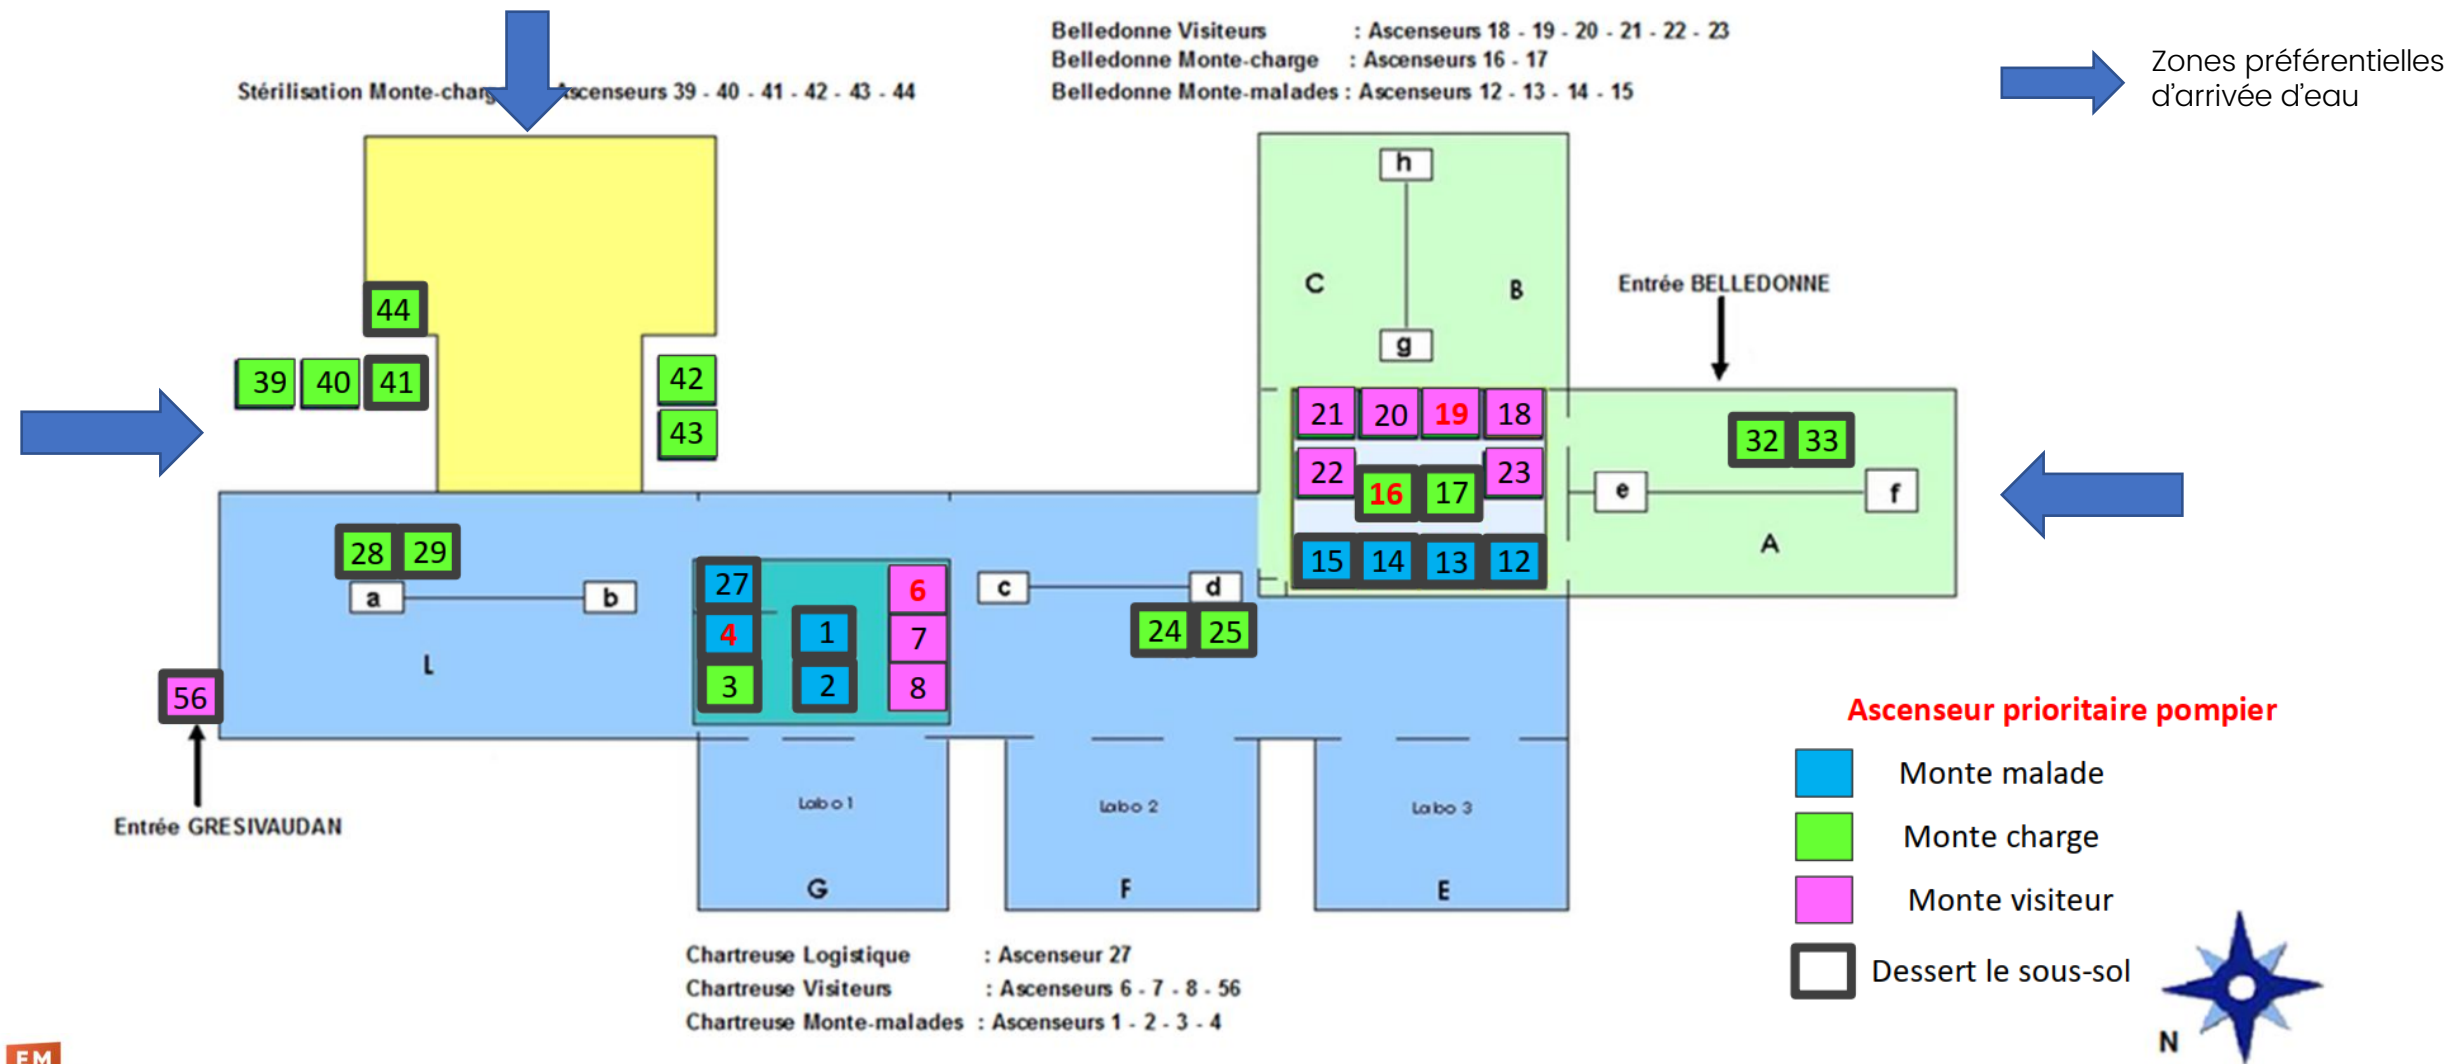 Belledonne Visiteurs : Ascenseurs 18 - 19 - 20 - 21 - 22 - 23
Belledonne Monte-charge : Ascenseurs 16 - 17
Belledonne Monte-malades : Ascenseurs 12 - 13 - 14 - 15
Zones préférentielles
d'arrivée d'eau
Stérilisation Monte-charg scenseurs 39 - 40 - 41 - 42 - 43 - 44
h
C
B
Entrée BELLEDONNE
44
g
39
40
41
42
43
21
20
19
18
32
33
22
16
17
23
e
f
A
28
29
15
14
13
12
a
b
27
6
c
d
4
1
7
24
25
L
3
2
8
56
Ascenseur prioritaire pompier
Monte malade
Entrée GRESIVAUDAN
Labo 1
Labo 2
Labo 3
Monte charge
G
F
E
Monte visiteur
Chartreuse Logistique : Ascenseur 27
Dessert le sous-sol
Chartreuse Visiteurs : Ascenseurs 6 - 7 - 8 - 56
Chartreuse Monte-malades : Ascenseurs 1 - 2 - 3 - 4
N
EM